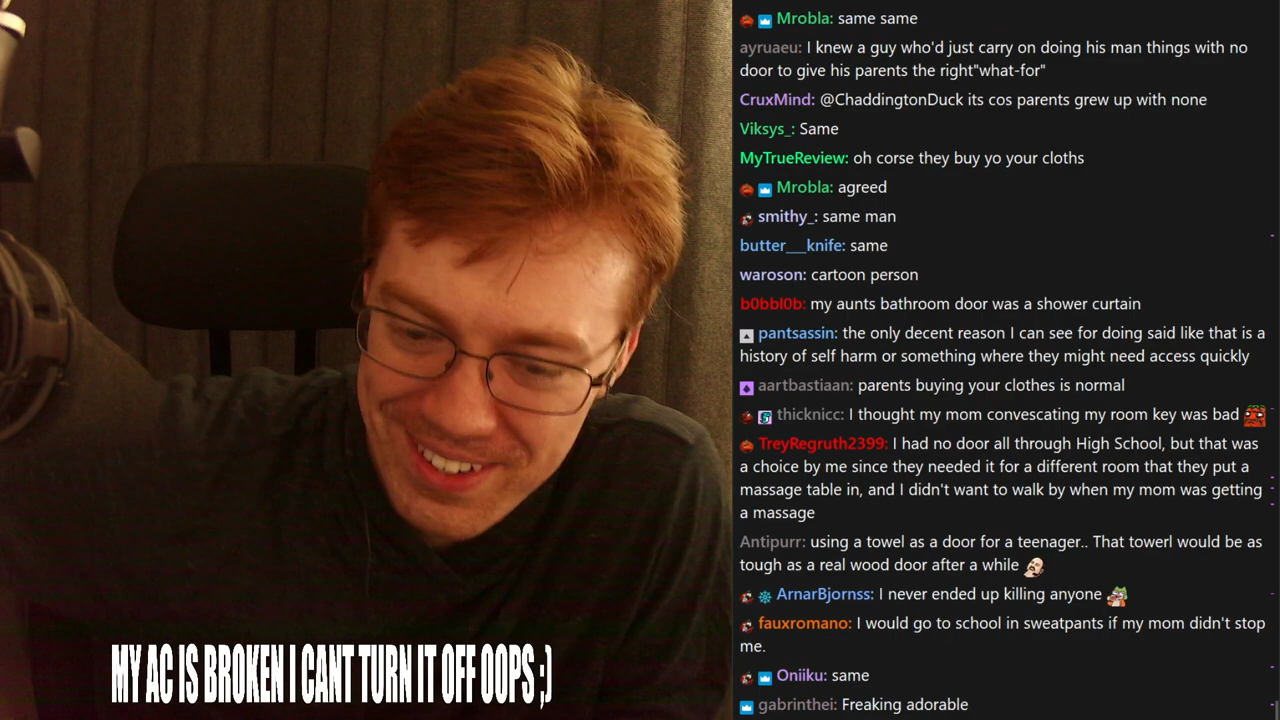 Mrobla: same same
ayruaeu: I knew a guy who'd just carry on doing his man things with no
door to give his parents the right"what-for"
CruxMind: @ChaddingtonDuck its cos parents grew up with none
Viksys_: Same
MyTrueReview: oh corse they buy yo your cloths
Mrobla: agreed
smithy_: same man
butter___knife: same
waroson: cartoon person
b0bbl0b: my aunts bathroom door was a shower curtain
pantsassin: the only decent reason I can see for doing said like that is a
history of self harm or something where they might need access quickly
aartbastiaan: parents buying your clothes is normal
thicknicc: I thought my mom convescating my room key was bad
TreyRegruth2399: I had no door all through High School, but that was
a choice by me since they needed it for a different room that they put a
massage table in, and I didn't want to walk by when my mom was getting
a massage
Antipurr: using a towel as a door for a teenager.. That towerl would be as
tough as a real wood door after a while
ArnarBjornss: I never ended up killing anyone
fauxromano: I would go to school in sweatpants if my mom didn't stop
me.
Oniiku: same
gabrinthei: Freaking adorable
MY AC IS BROKEN I CANT TURN IT OFF OOPS ;)